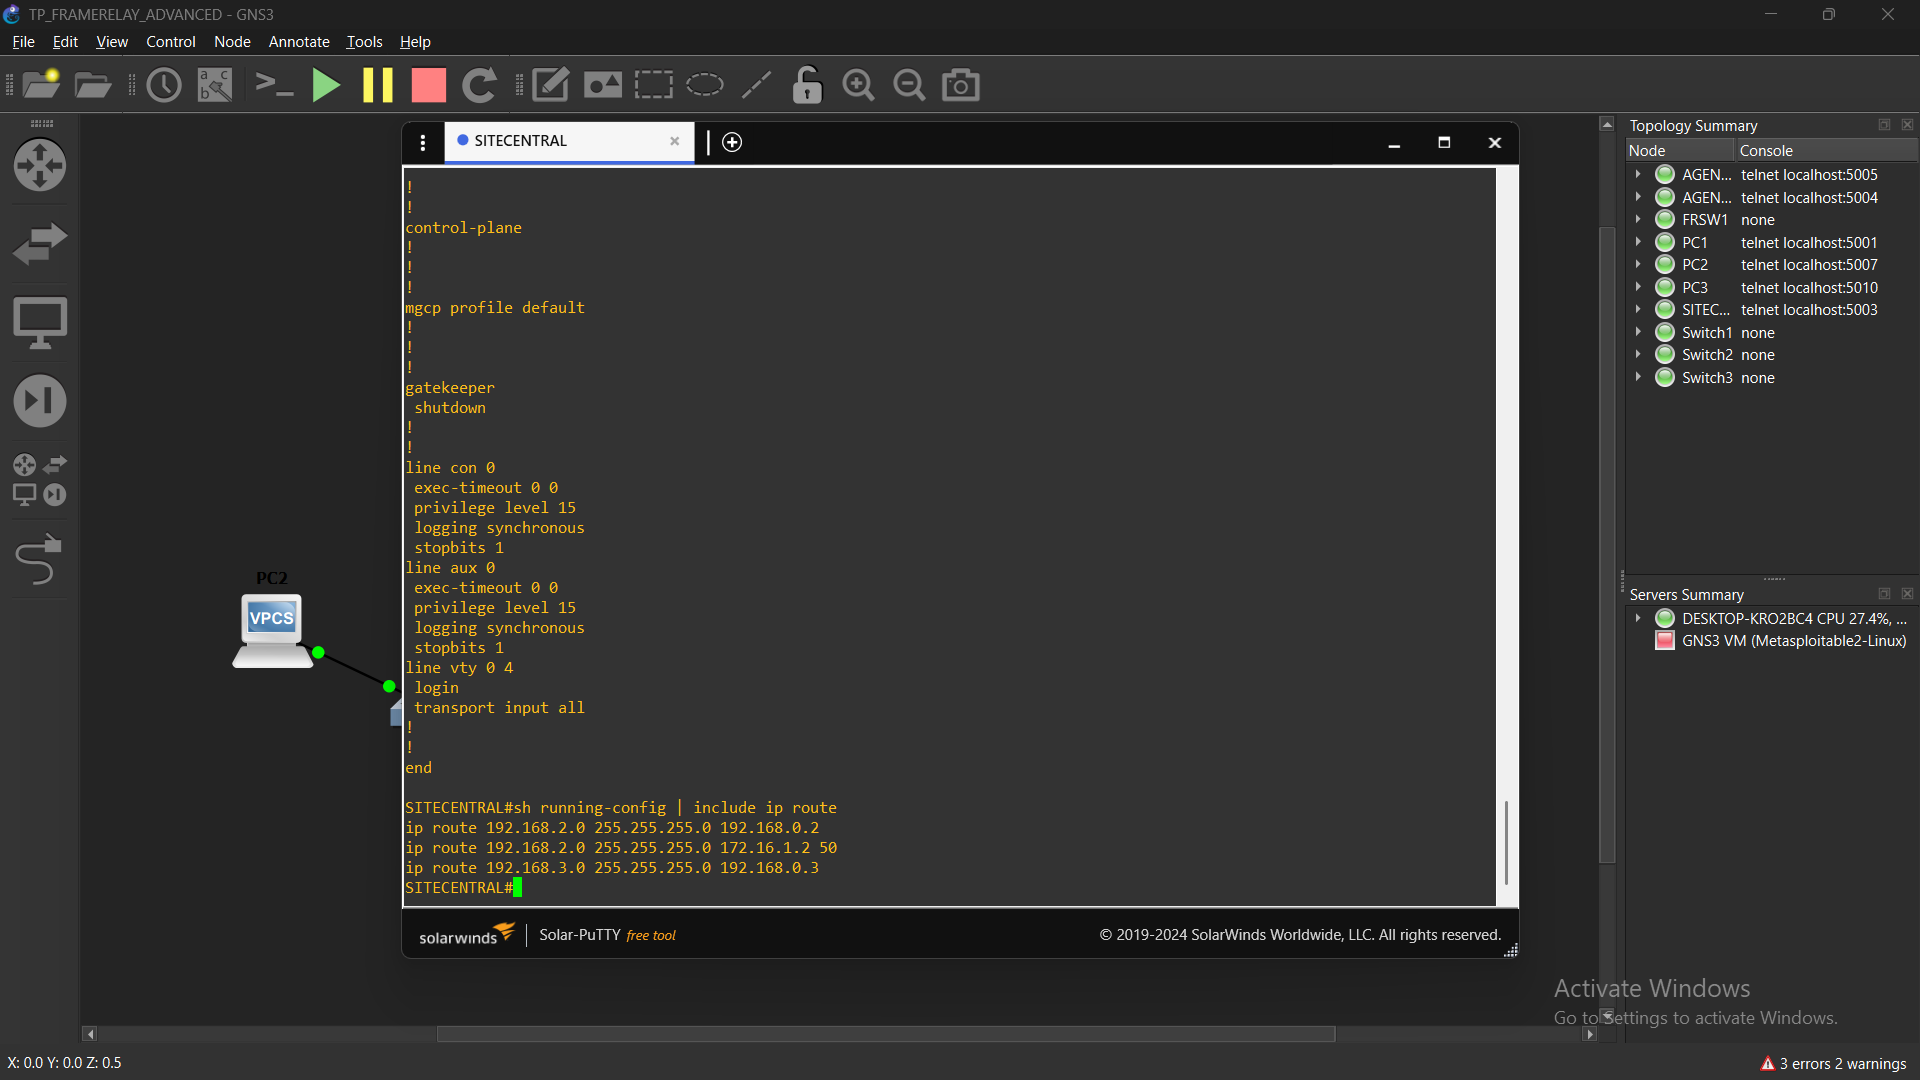 TP_FRAMERELAY_ADVANCED - GNS3
File Edit View Control Node Annotate Tools Help
SITECENTRAL
!
!
control-plane
!
!
!
mgcp profile default
!
!
!
gatekeeper
shutdown
!
!
line con 0
exec-timeout 0 0
privilege level 15
logging synchronous
stopbits 1
line aux 0
exec-timeout 0 0
privilege level 15
logging synchronous
stopbits 1
line vty 0 4
login
transport input all
!
!
end
SITECENTRAL#sh running-config | include ip route
ip route 192.168.2.0 255.255.255.0 192.168.0.2
ip route 192.168.2.0 255.255.255.0 172.16.1.2 50
ip route 192.168.3.0 255.255.255.0 192.168.0.3
SITECENTRAL#
solarwinds Solar-PuTTY free tool
© 2019-2024 SolarWinds Worldwide, LLC. All rights reserved.
PC2
VPCS
Topology Summary
Node Console
AGEN... telnet localhost:5005
AGEN... telnet localhost:5004
FRSW1 none
PC1 telnet localhost:5001
PC2 telnet localhost:5007
PC3 telnet localhost:5010
SITEC... telnet localhost:5003
Switch1 none
Switch2 none
Switch3 none
Servers Summary
DESKTOP-KRO2BC4 CPU 27.4%, ...
GNS3 VM (Metasploitable2-Linux)
Activate Windows
Go to Settings to activate Windows.
X: 0.0 Y: 0.0 Z: 0.5
3 errors 2 warnings